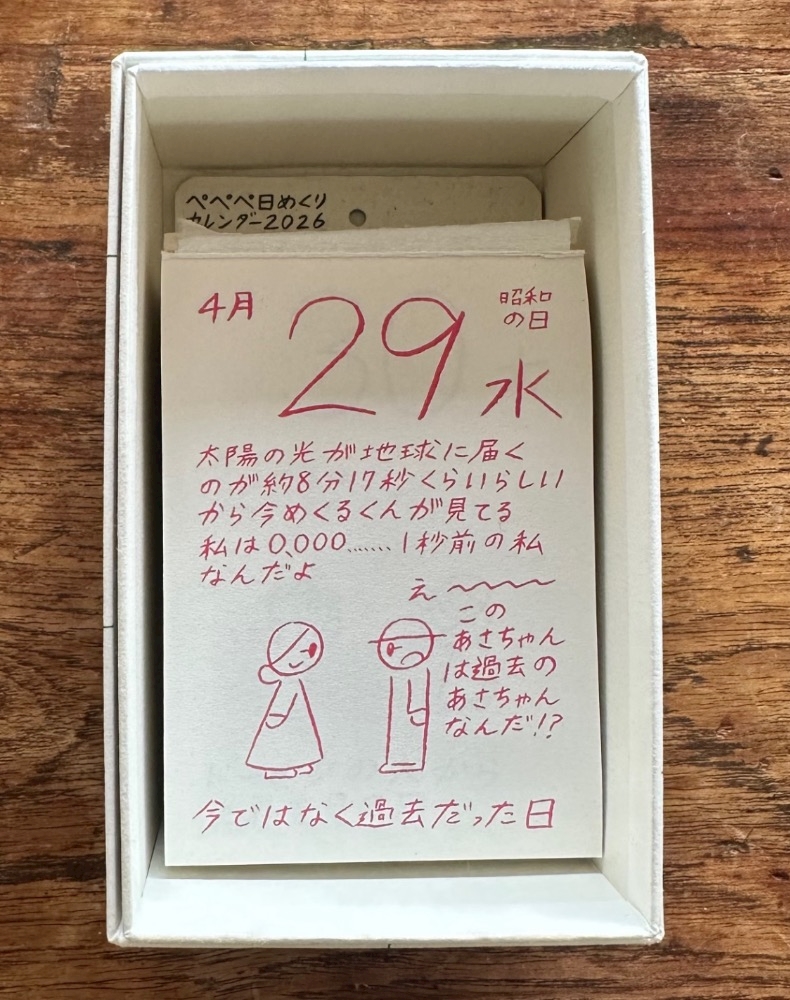 ペペペ日めくり
カレンダー2026
4月
29
昭和
の日
水
太陽の光が地球に届く
のが約8分17秒くらいらしい
から今めくるくんが見てる
私は0,000……1秒前の私
なんだよ
え〜〜〜
この
あさちゃん
は過去の
あさちゃん
なんだ!?
今ではなく過去だった日